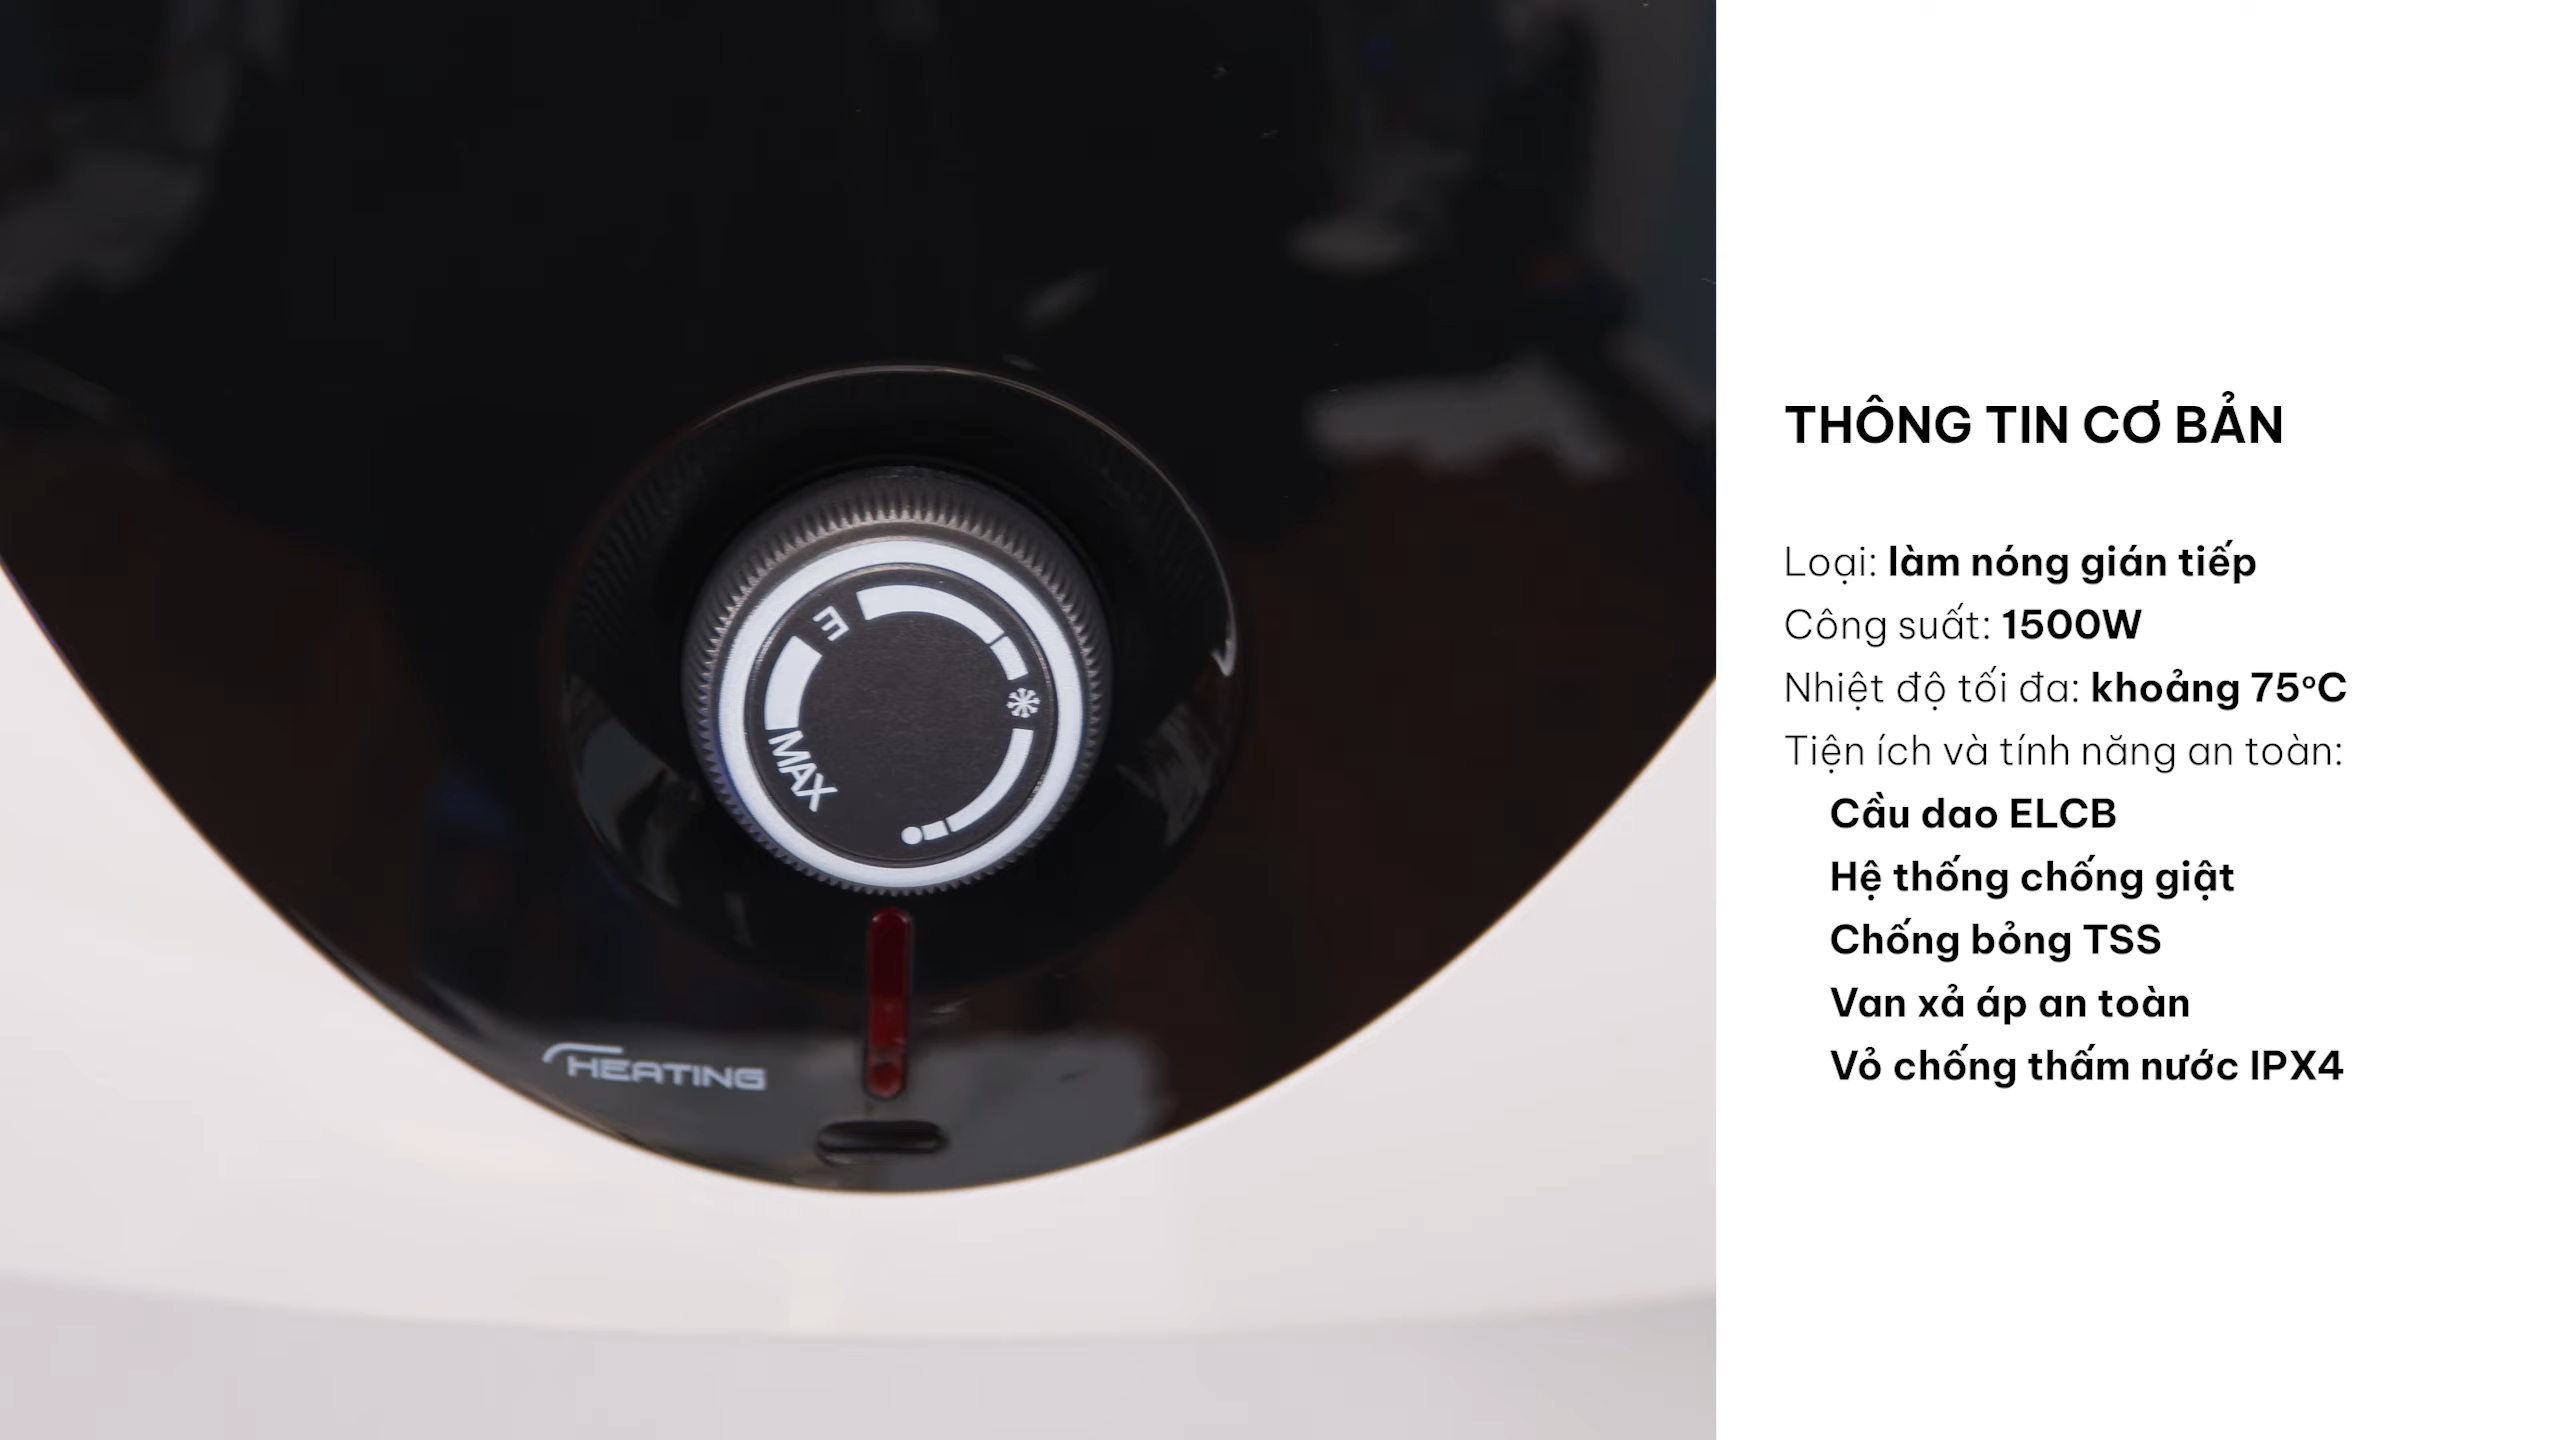 E
MAX
HEATING
THÔNG TIN CƠ BẢN
Loại: làm nóng gián tiếp
Công suất: 1500W
Nhiệt độ tối đa: khoảng 75ºC
Tiện ích và tính năng an toàn:
Cầu dao ELCB
Hệ thống chống giật
Chống bỏng TSS
Van xả áp an toàn
Vỏ chống thấm nước IPX4